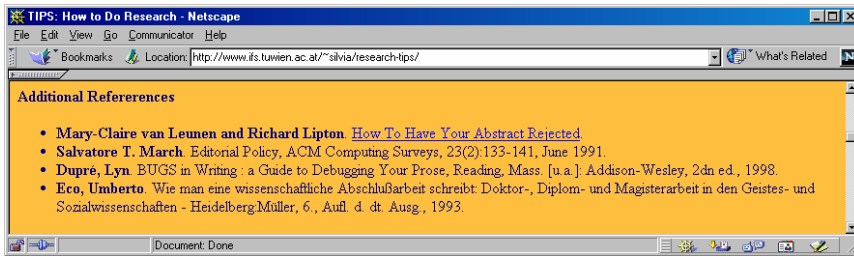 TIPS: How to Do Research - Netscape
File Edit View Go Communicator Help
Bookmarks Location: http://www.ifs.tuwien.ac.at/~silvia/research-tips/ What's Related N
Additional Refererences
• Mary-Claire van Leunen and Richard Lipton. How To Have Your Abstract Rejected.
• Salvatore T. March. Editorial Policy, ACM Computing Surveys, 23(2):133-141, June 1991.
• Dupré, Lyn. BUGS in Writing : a Guide to Debugging Your Prose, Reading, Mass. [u.a.]: Addison-Wesley, 2dn ed., 1998.
• Eco, Umberto. Wie man eine wissenschaftliche Abschlußarbeit schreibt: Doktor-, Diplom- und Magisterarbeit in den Geistes- und
Sozialwissenschaften - Heidelberg:Müller, 6., Aufl. d. dt. Ausg., 1993.
Document: Done